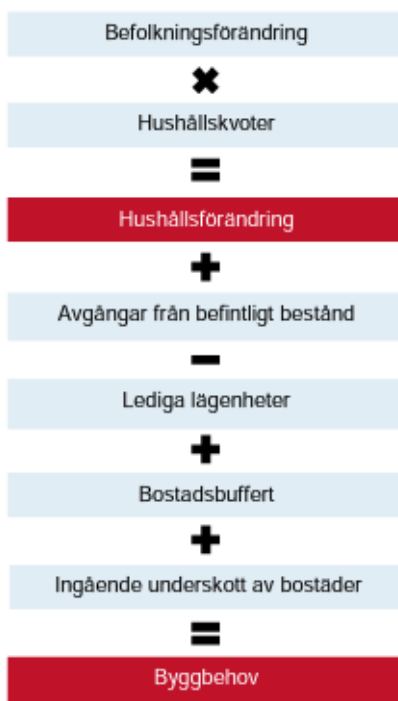 Befolkningsförändring
×
Hushållskvoter
=
Hushållsförändring
+
Avgångar från befintligt bestånd
−
Lediga lägenheter
+
Bostadsbuffert
+
Ingående underskott av bostäder
=
Byggbehov